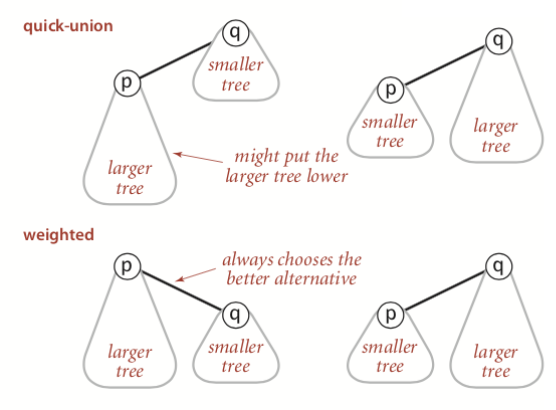 quick-union
q
smaller
tree
p
larger
tree
might put the
larger tree lower
q
p
smaller
tree
larger
tree
weighted
p
always chooses the
better alternative
q
larger
tree
smaller
tree
q
p
smaller
tree
larger
tree